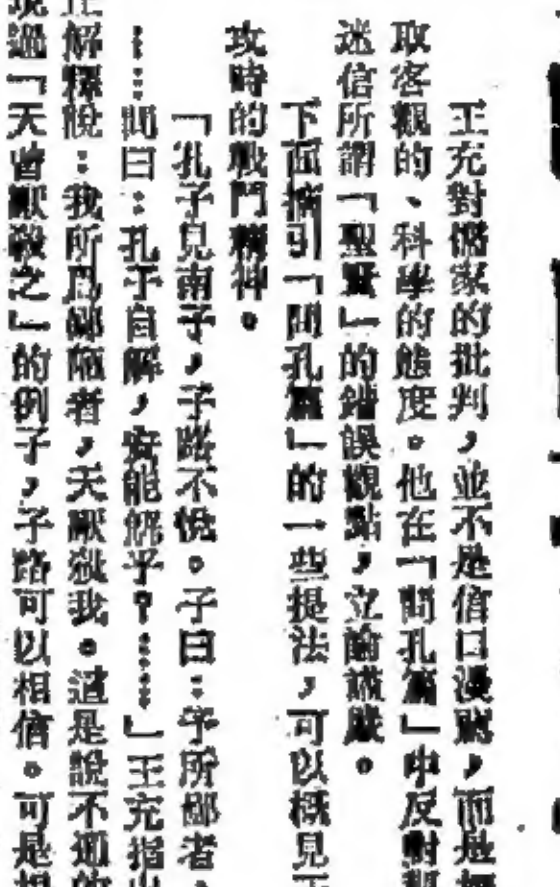 王充對儒家的批判，並不是信口漫罵，而是
取客觀的、科學的態度。他在「問孔篇」中反對
迷信所謂「聖賢」的錯誤觀點，立論謹嚴。
下面摘引「問孔篇」的一些提法，可以概見
攻時的戰鬥精神。
「孔子見南子，子路不悅。子曰：予所鄙者，
……問曰：孔子自解，安能解乎？……」王充指出
正解釋說：我所爲鄙陋者，天厭殺我。這是說不通的
現過「天曾厭殺之」的例子，子路可以相信。可是